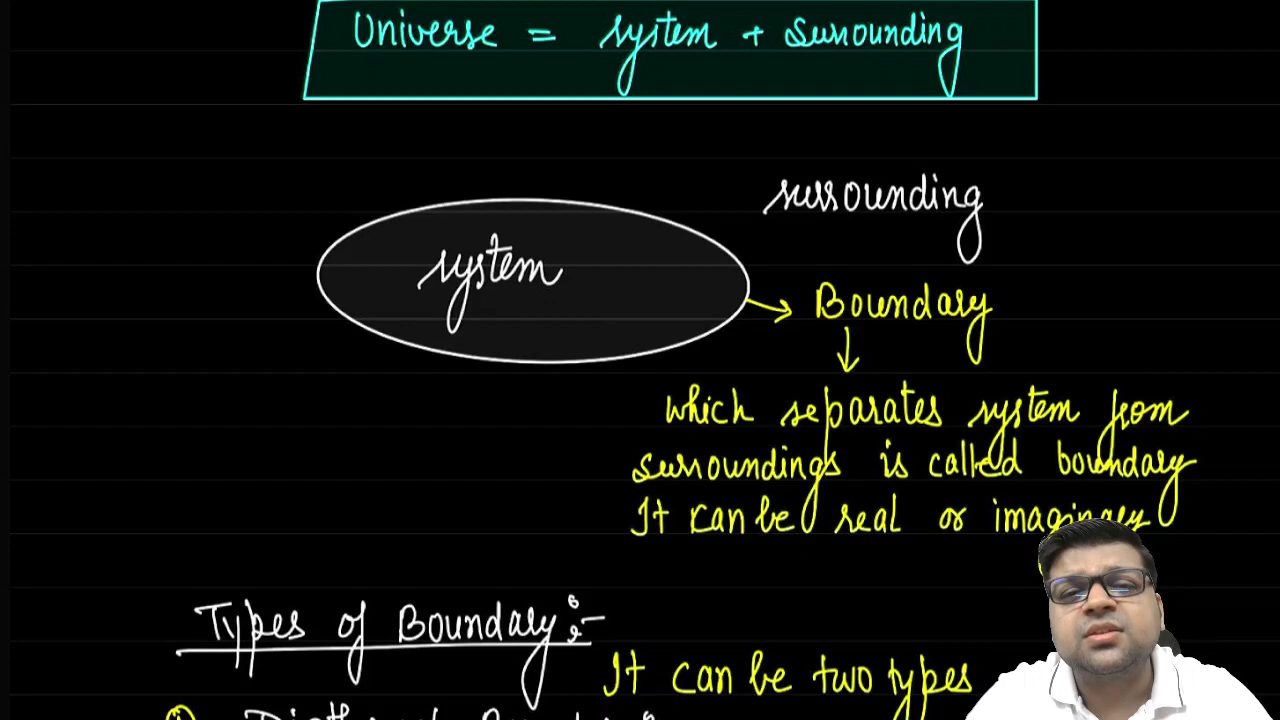 Universe = system + surrounding
surrounding
system
Boundary
which separates system from
surroundings is called boundary
It can be real or imaginary
Types of Boundary :-
It can be two types